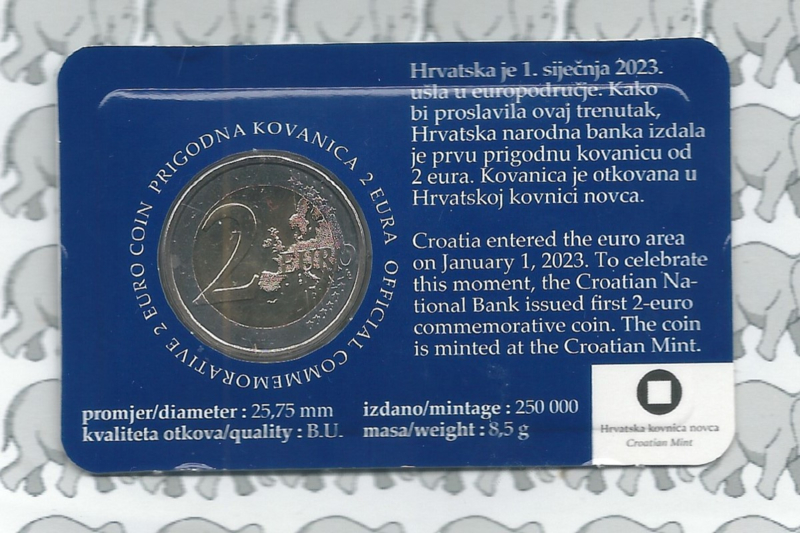 PRIGODNA KOVANICA 2 EURA OFFICIAL COMMEMORATIVE 2 EURO COIN
2
EURO
Hrvatska je 1. siječnja 2023.
ušla u europodručje. Kako
bi proslavila ovaj trenutak,
Hrvatska narodna banka izdala
je prvu prigodnu kovanicu od
2 eura. Kovanica je otkovana u
Hrvatskoj kovnici novca.
Croatia entered the euro area
on January 1, 2023. To celebrate
this moment, the Croatian Na-
tional Bank issued first 2-euro
commemorative coin. The coin
is minted at the Croatian Mint.
promjer/diameter : 25,75 mm
izdano/mintage : 250 000
kvaliteta otkova/quality : B.U.
masa/weight : 8,5 g
Hrvatska kovnica novca
Croatian Mint